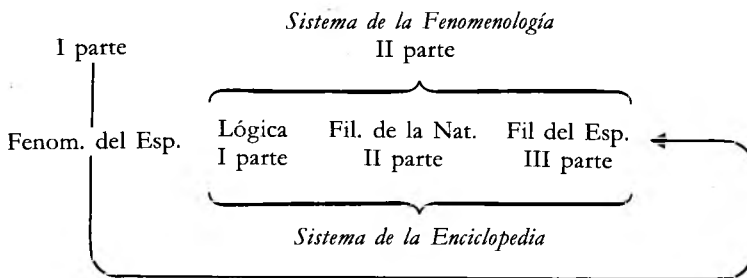 Sistema de la Fenomenología
I parte
II parte
Fenom. del Esp.
Lógica
I parte
Fil. de la Nat.
II parte
Fil del Esp.
III parte
Sistema de la Enciclopedia